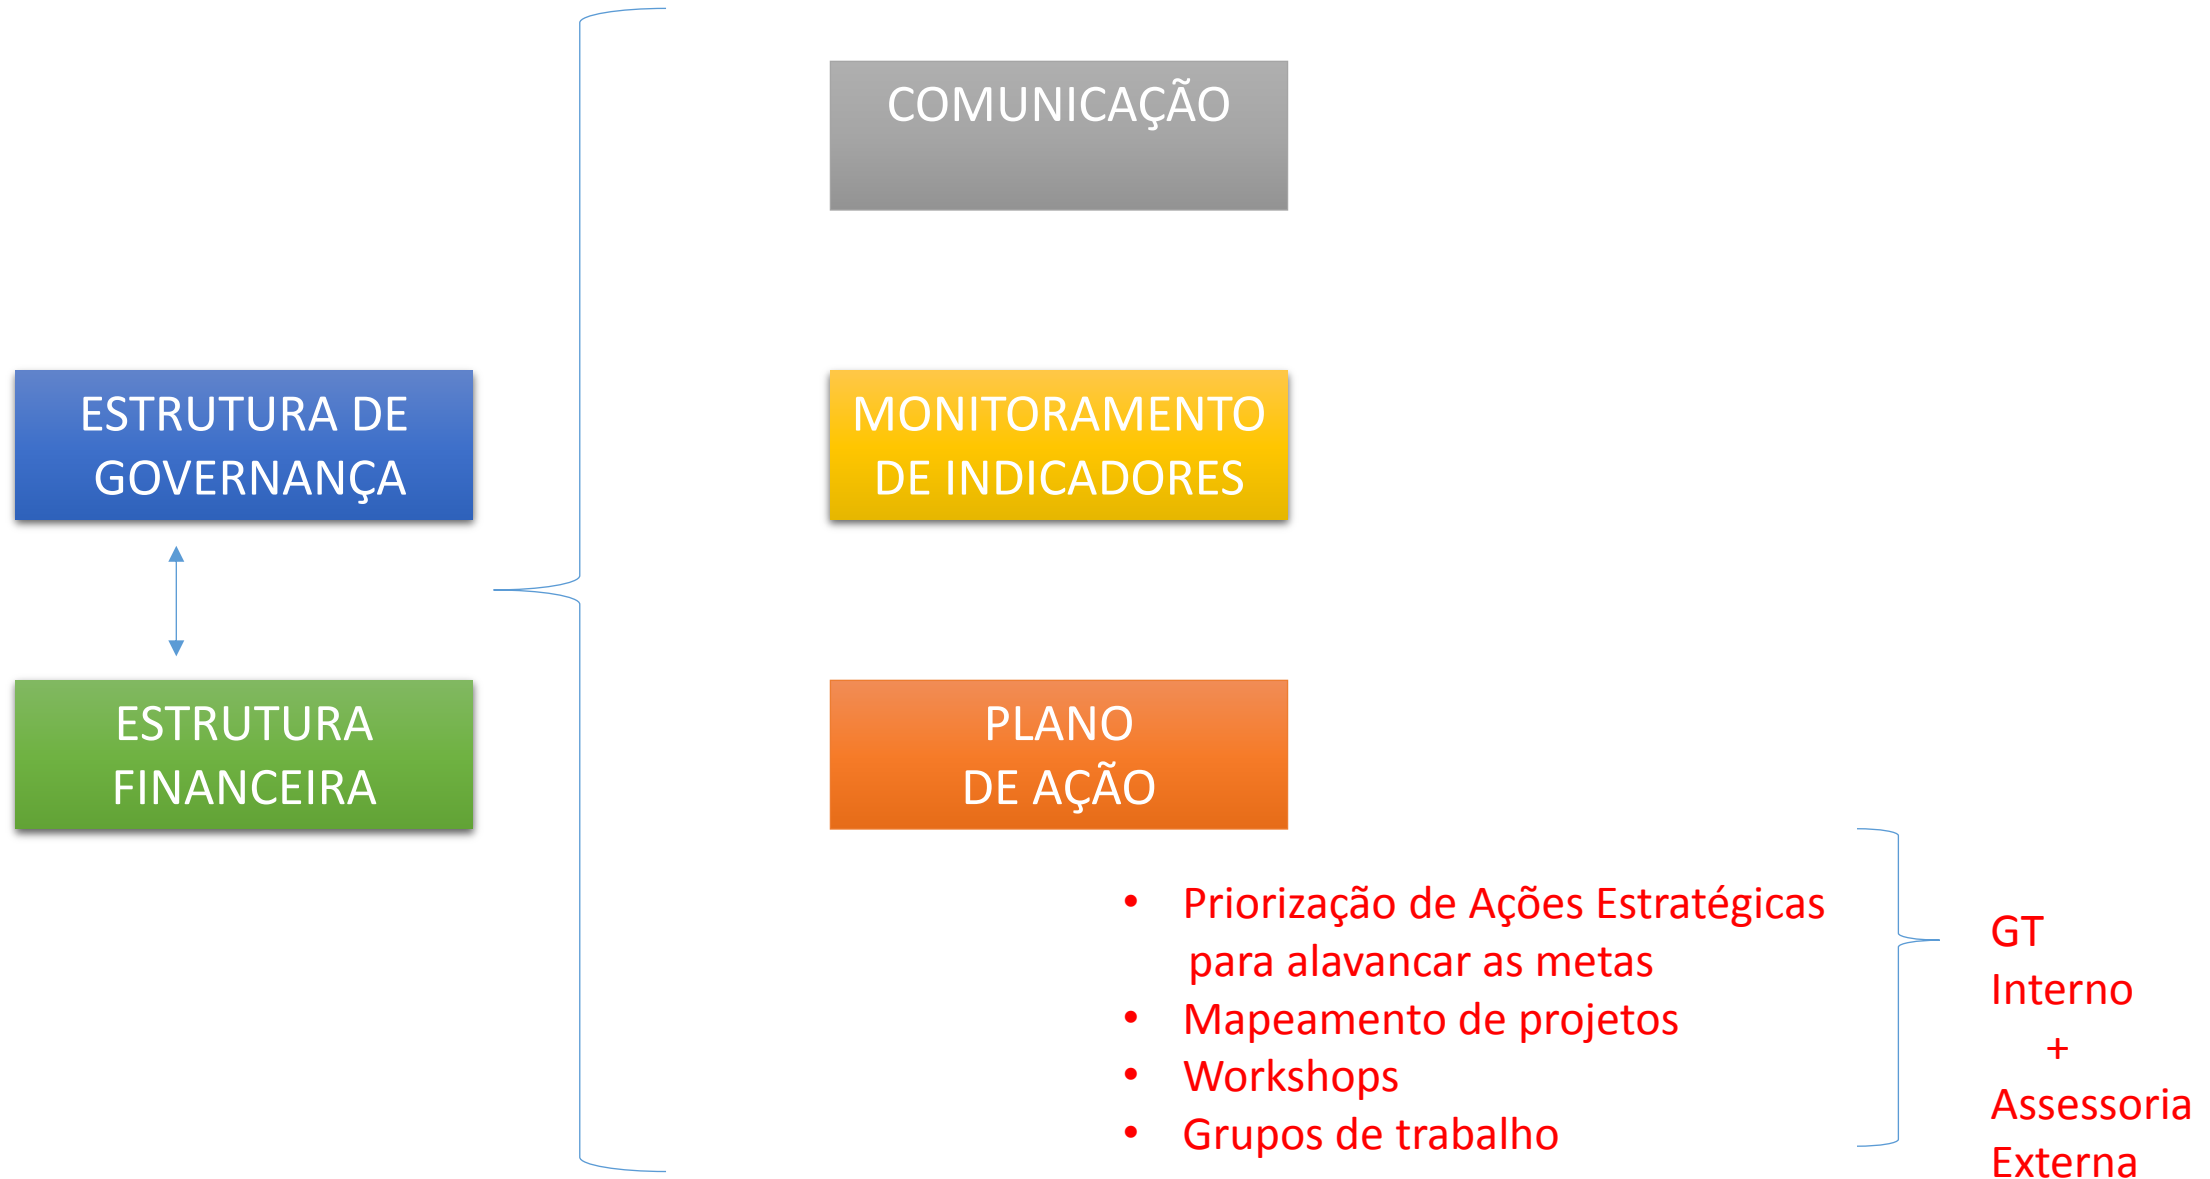 COMUNICAÇÃO
ESTRUTURA DE
GOVERNANÇA
MONITORAMENTO
DE INDICADORES
ESTRUTURA
FINANCEIRA
PLANO
DE AÇÃO
• Priorização de Ações Estratégicas
para alavancar as metas
• Mapeamento de projetos
• Workshops
• Grupos de trabalho
GT
Interno
+
Assessoria
Externa